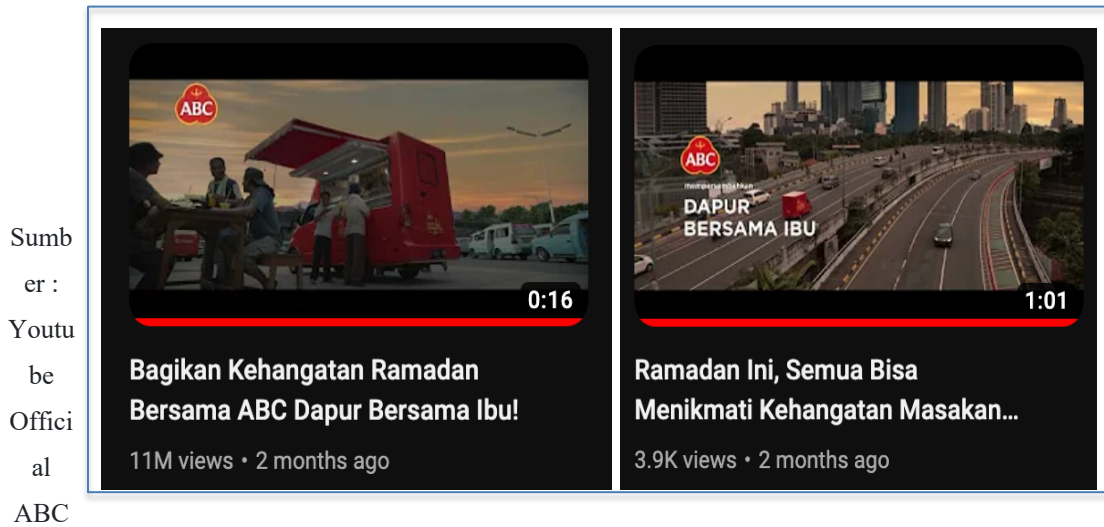 Sumb
er :
Youtu
be
Offici
al
ABC
ABC
0:16
Bagikan Kehangatan Ramadan
Bersama ABC Dapur Bersama Ibu!
11M views • 2 months ago
ABC
mempersembahkan
DAPUR
BERSAMA IBU
1:01
Ramadan Ini, Semua Bisa
Menikmati Kehangatan Masakan...
3.9K views • 2 months ago